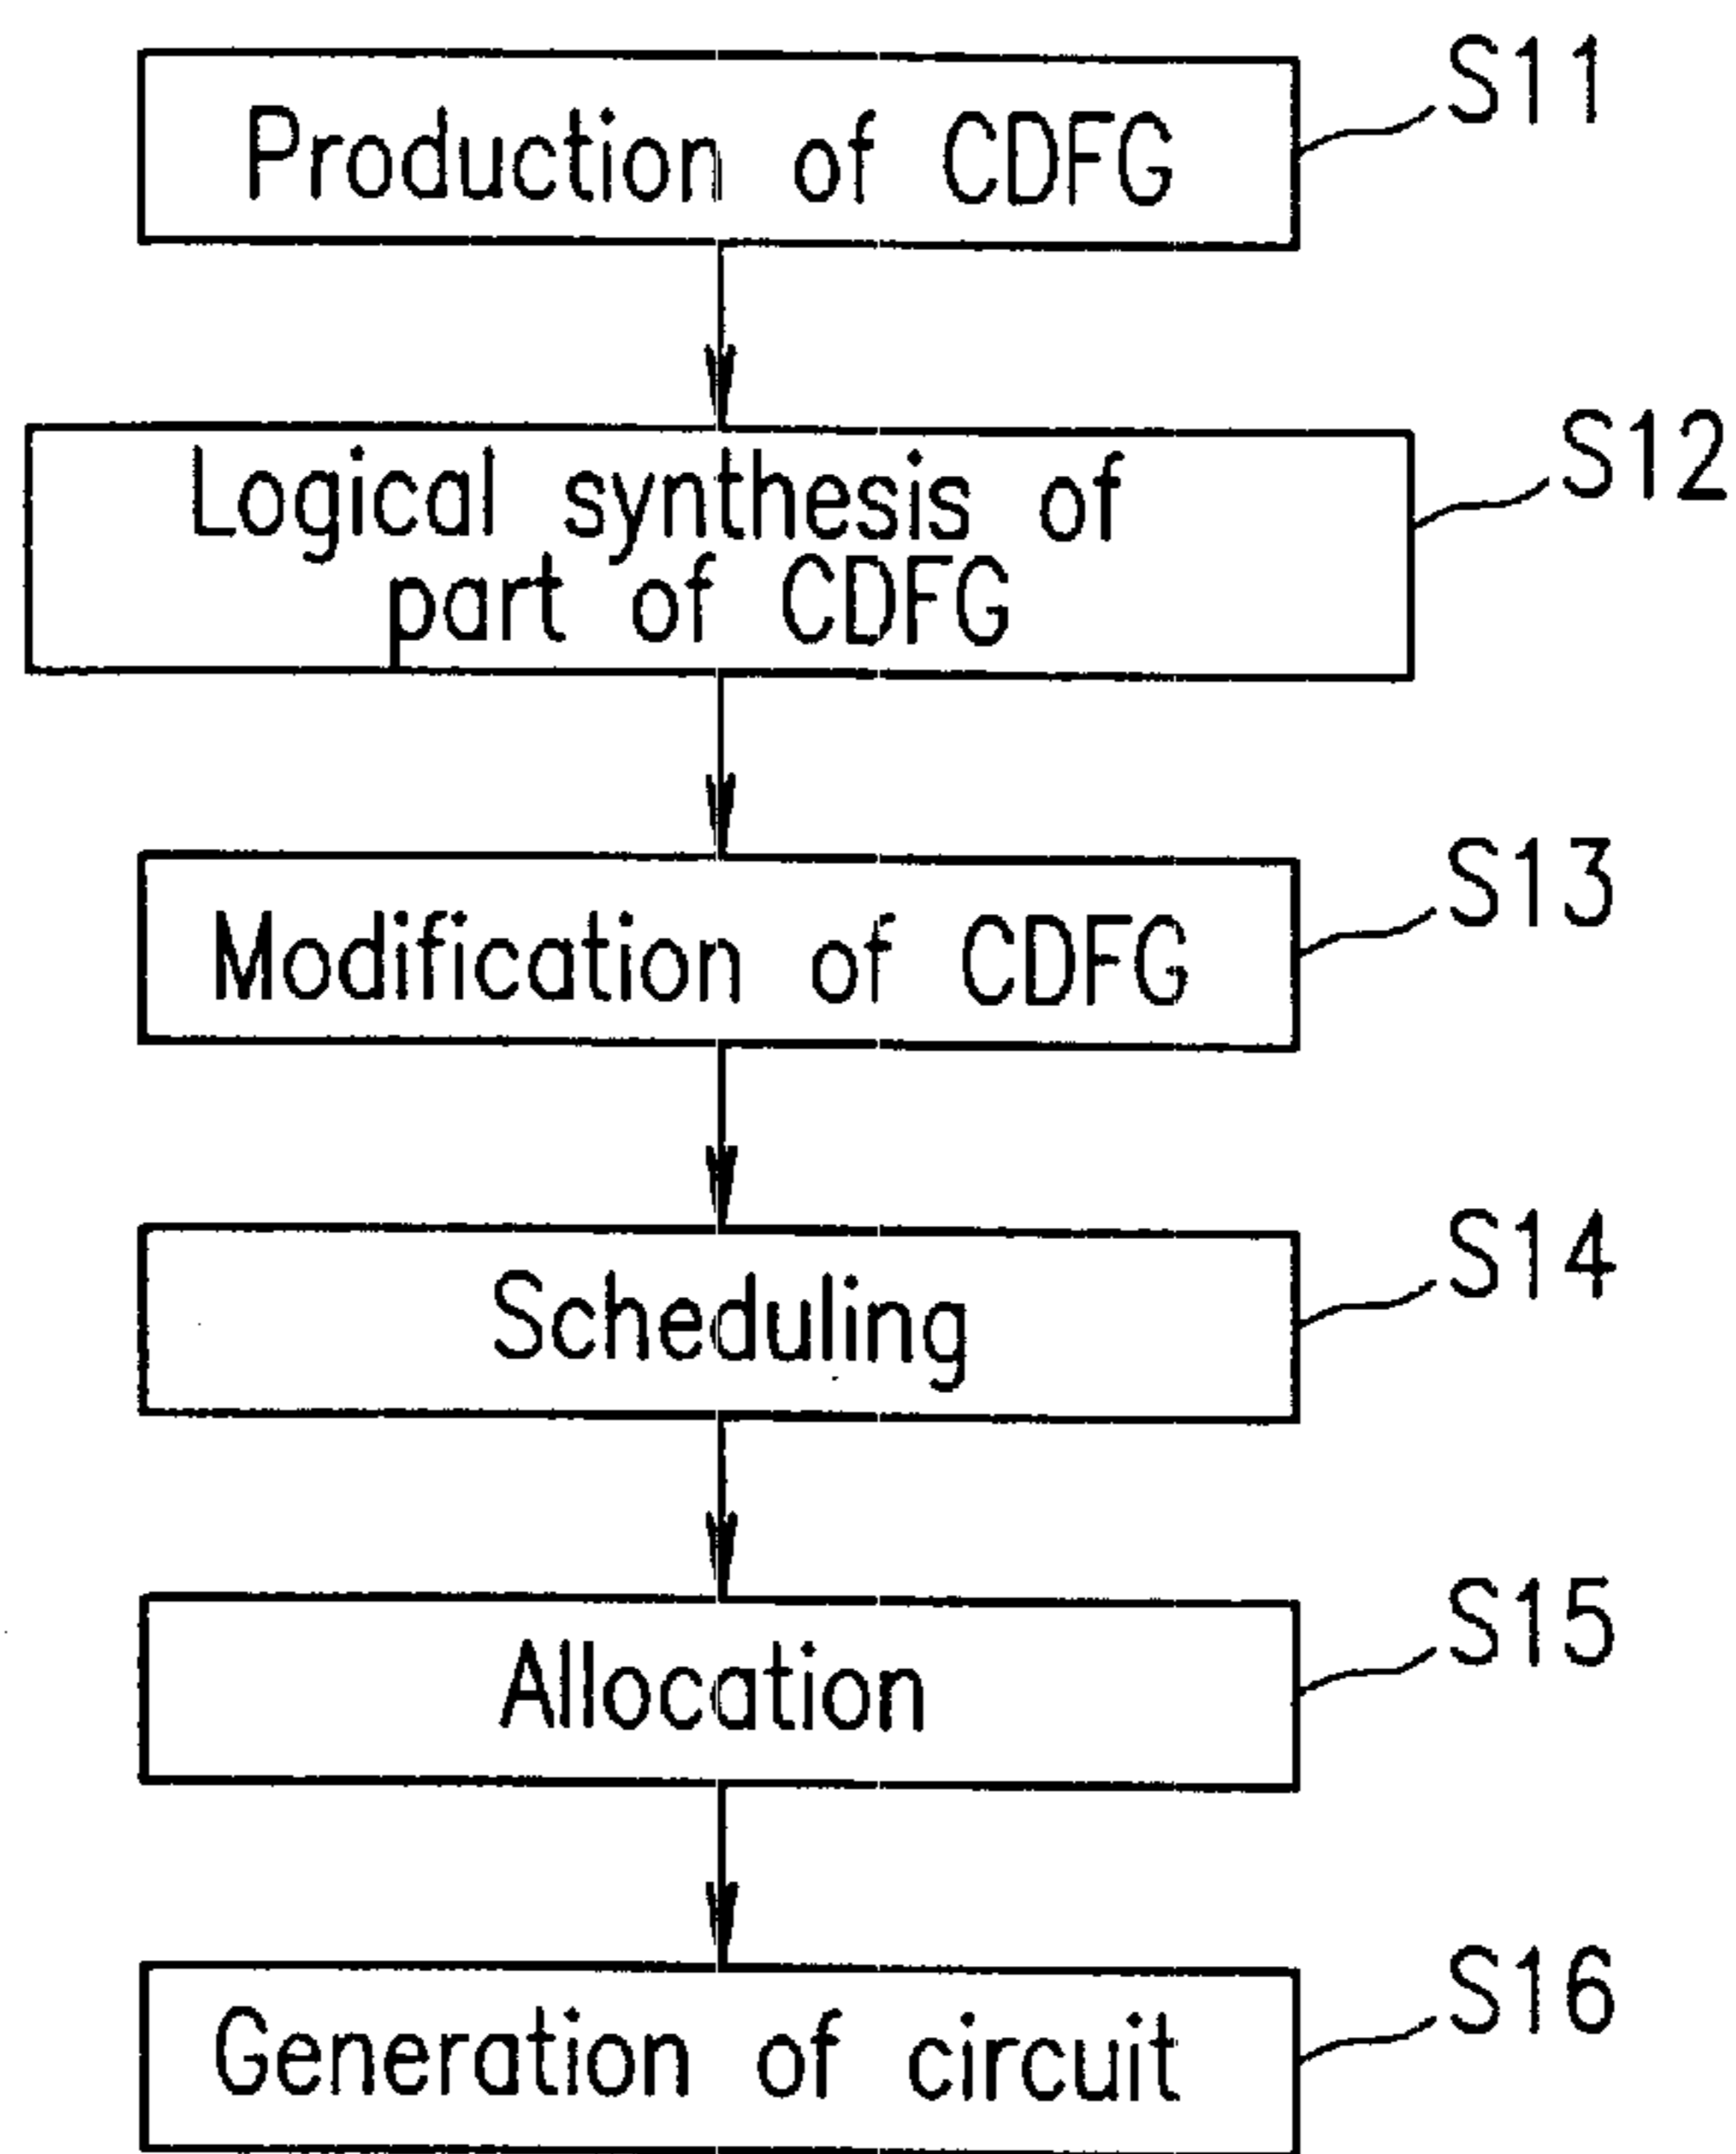 Production of CDFG
S11
Logical synthesis of
part of CDFG
S12
Modification of CDFG
S13
Scheduling
S14
Allocation
S15
Generation of circuit
S16